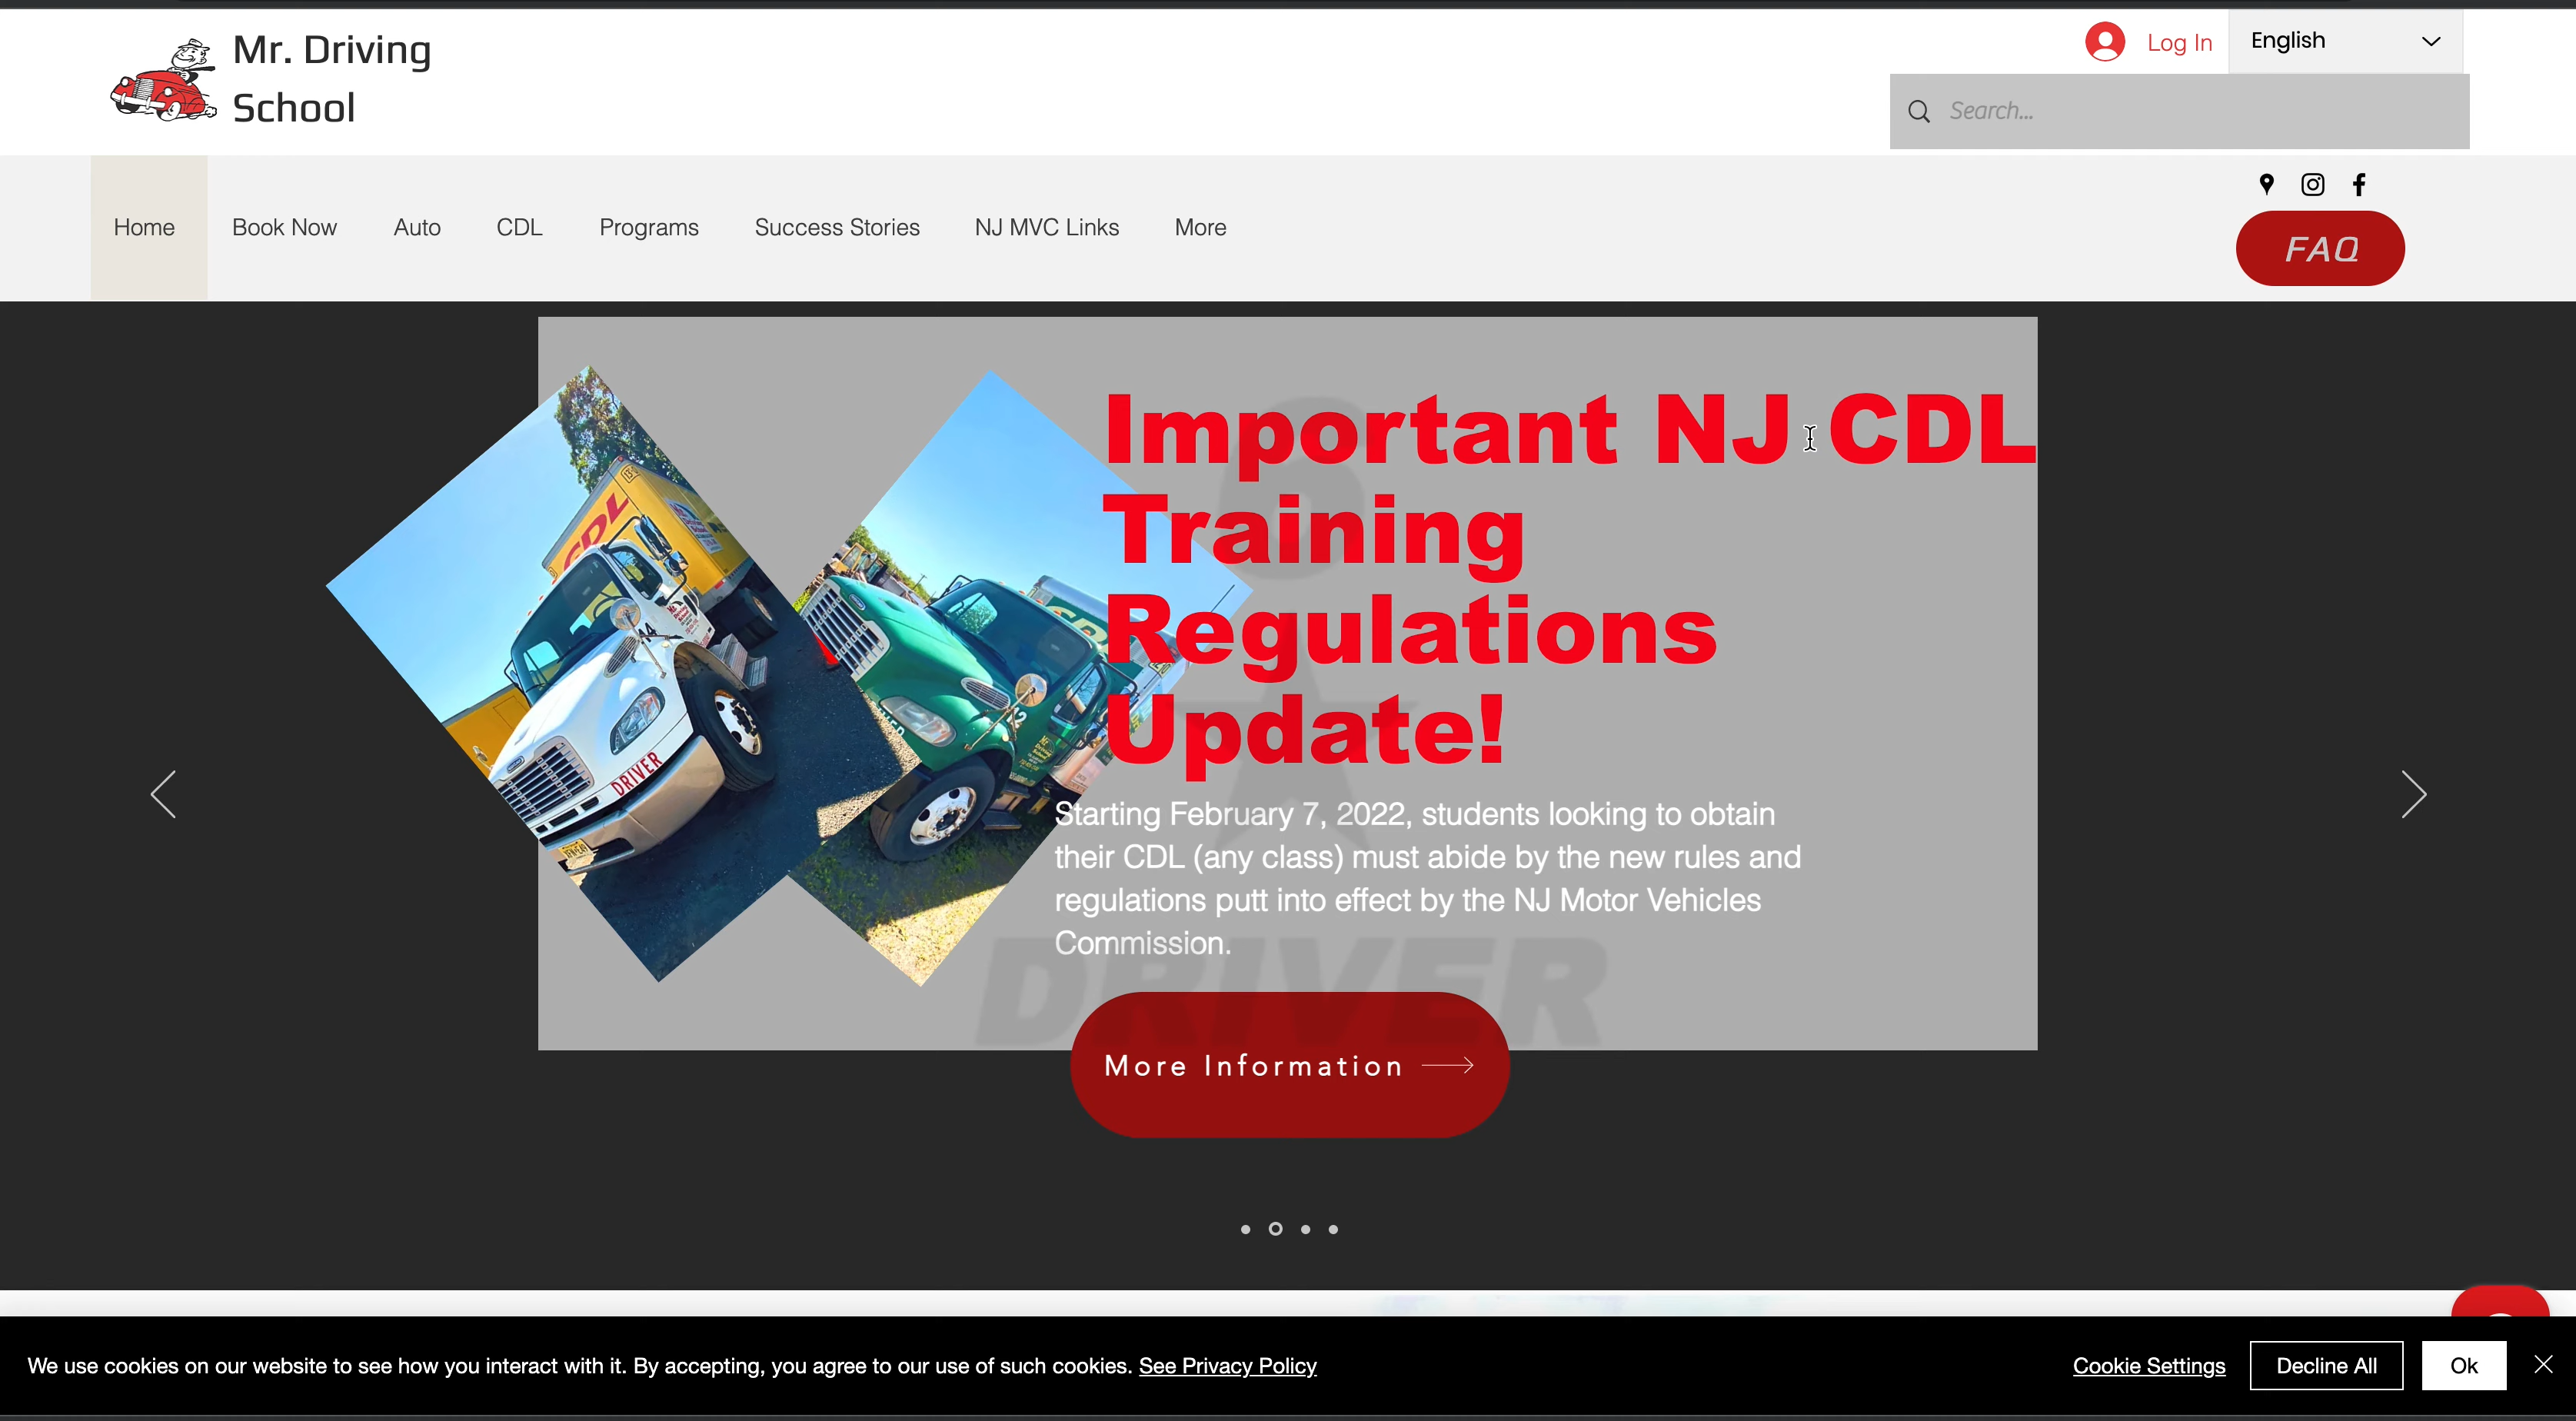 Mr. Driving
School
Log In
English
Search...
Home
Book Now
Auto
CDL
Programs
Success Stories
NJ MVC Links
More
FAQ
Important NJ CDL
Training
Regulations
Update!
Starting February 7, 2022, students looking to obtain
their CDL (any class) must abide by the new rules and
regulations putt into effect by the NJ Motor Vehicles
Commission.
CDL
DRIVER
DRIVER
More Information
We use cookies on our website to see how you interact with it. By accepting, you agree to our use of such cookies. See Privacy Policy
Cookie Settings
Decline All
Ok